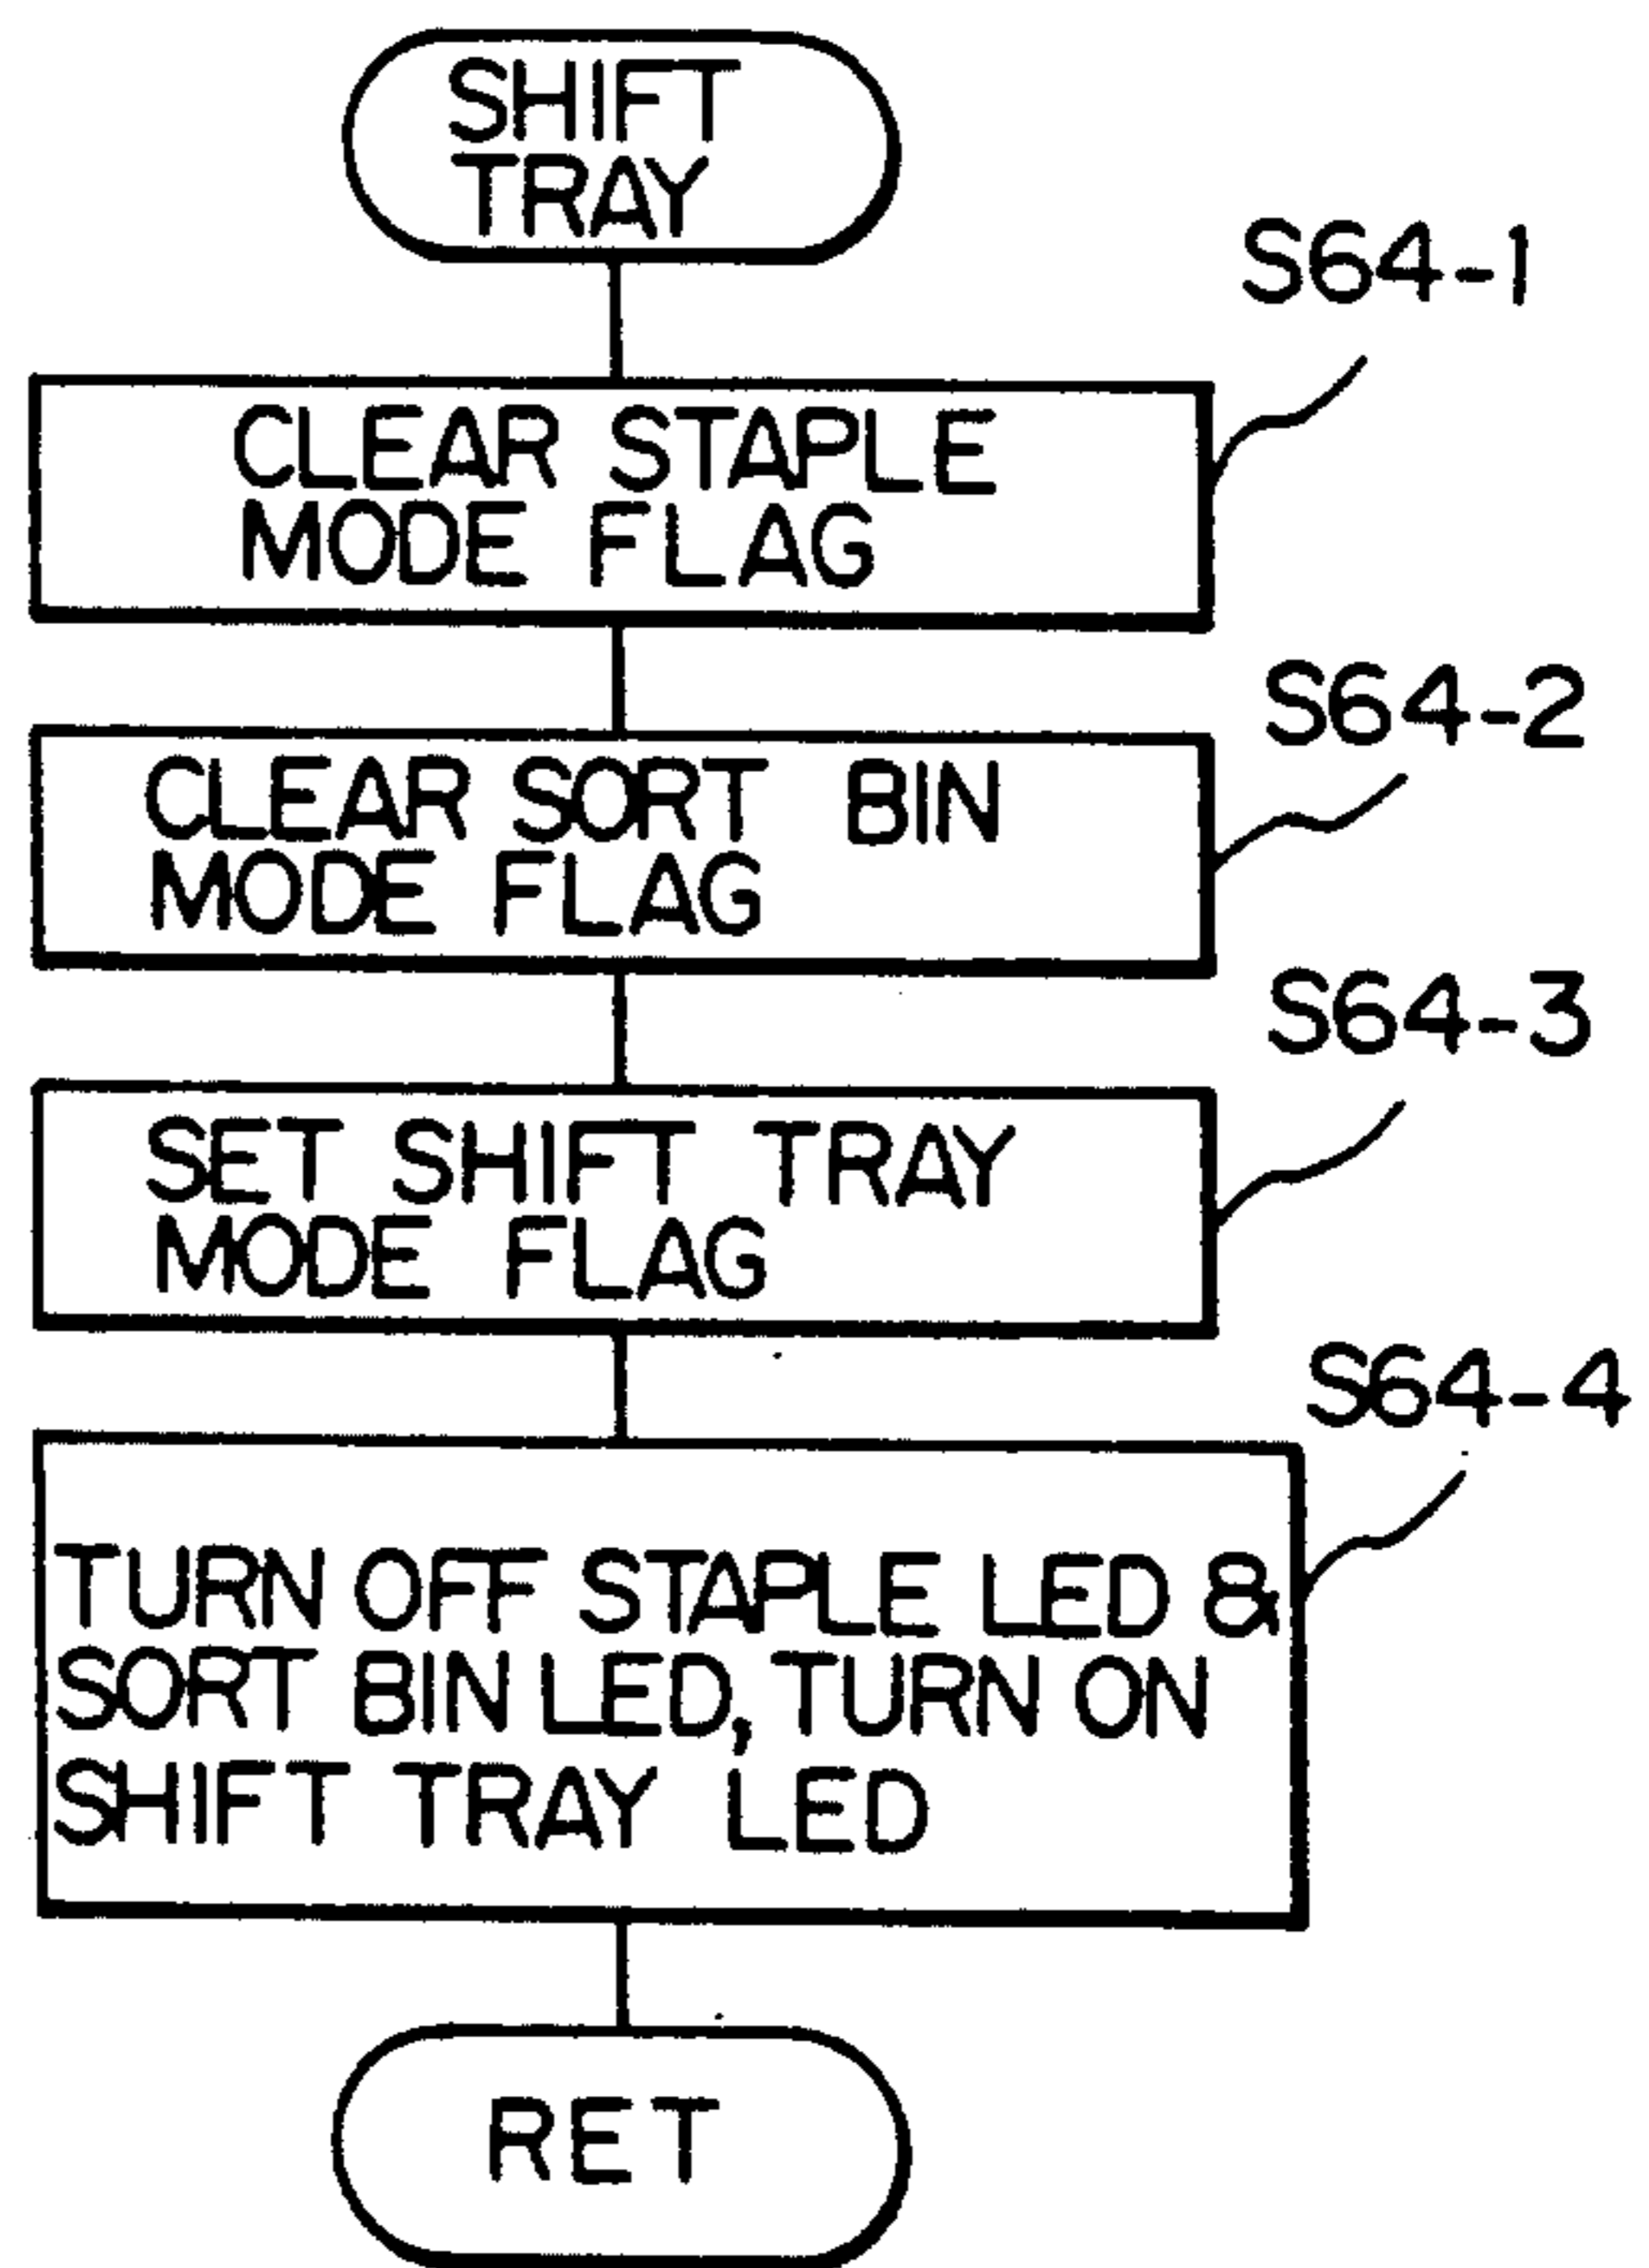 SHIFT
TRAY
S64-1
CLEAR STAPLE
MODE FLAG
S64-2
CLEAR SORT BIN
MODE FLAG
S64-3
SET SHIFT TRAY
MODE FLAG
S64-4
TURN OFF STAPLE LED &
SORT BIN LED, TURN ON
SHIFT TRAY LED
RET